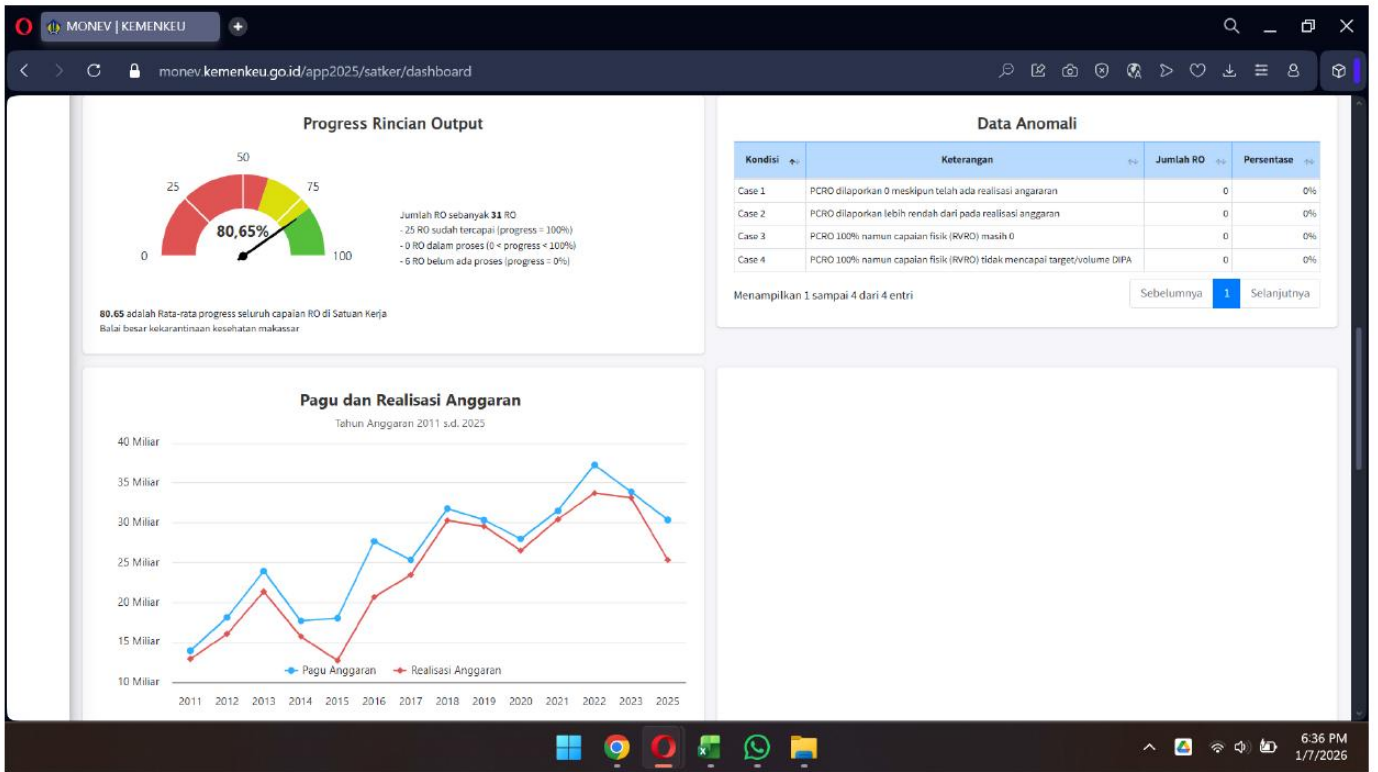 MONEV | KEMENKEU
monev.kemenkeu.go.id/app2025/satker/dashboard
Progress Rincian Output
0
25
50
75
100
80,65%
Jumlah RO sebanyak 31 RO
- 25 RO sudah tercapai (progress = 100%)
- 0 RO dalam proses (0 < progress < 100%)
- 6 RO belum ada proses (progress = 0%)
80.65 adalah Rata-rata progress seluruh capaian RO di Satuan Kerja
Balai besar kekarantinaan kesehatan makassar
Data Anomali
Kondisi Keterangan Jumlah RO Persentase
Case 1 PCRO dilaporkan 0 meskipun telah ada realisasi angararan 0 0%
Case 2 PCRO dilaporkan lebih rendah dari pada realisasi anggaran 0 0%
Case 3 PCRO 100% namun capaian fisik (RVRO) masih 0 0 0%
Case 4 PCRO 100% namun capaian fisik (RVRO) tidak mencapai target/volume DIPA 0 0%
Menampilkan 1 sampai 4 dari 4 entri
Sebelumnya 1 Selanjutnya
Pagu dan Realisasi Anggaran
Tahun Anggaran 2011 s.d. 2025
40 Miliar
35 Miliar
30 Miliar
25 Miliar
20 Miliar
15 Miliar
10 Miliar
Pagu Anggaran Realisasi Anggaran
2011 2012 2013 2014 2015 2016 2017 2018 2019 2020 2021 2022 2023 2025
6:36 PM
1/7/2026